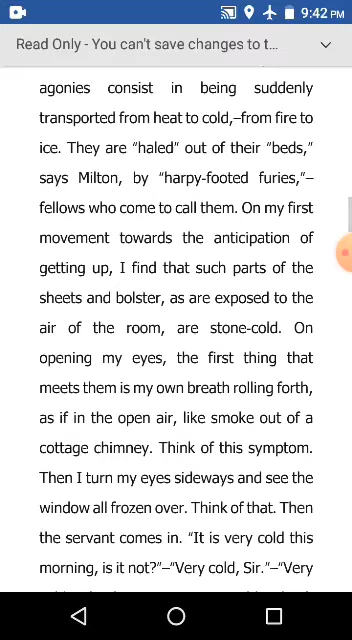 9:42 PM
Read Only - You can't save changes to t...
agonies consist in being suddenly
transported from heat to cold,–from fire to
ice. They are “haled” out of their “beds,”
says Milton, by “harpy-footed furies,”–
fellows who come to call them. On my first
movement towards the anticipation of
getting up, I find that such parts of the
sheets and bolster, as are exposed to the
air of the room, are stone-cold. On
opening my eyes, the first thing that
meets them is my own breath rolling forth,
as if in the open air, like smoke out of a
cottage chimney. Think of this symptom.
Then I turn my eyes sideways and see the
window all frozen over. Think of that. Then
the servant comes in. “It is very cold this
morning, is it not?”–“Very cold, Sir.”–“Very